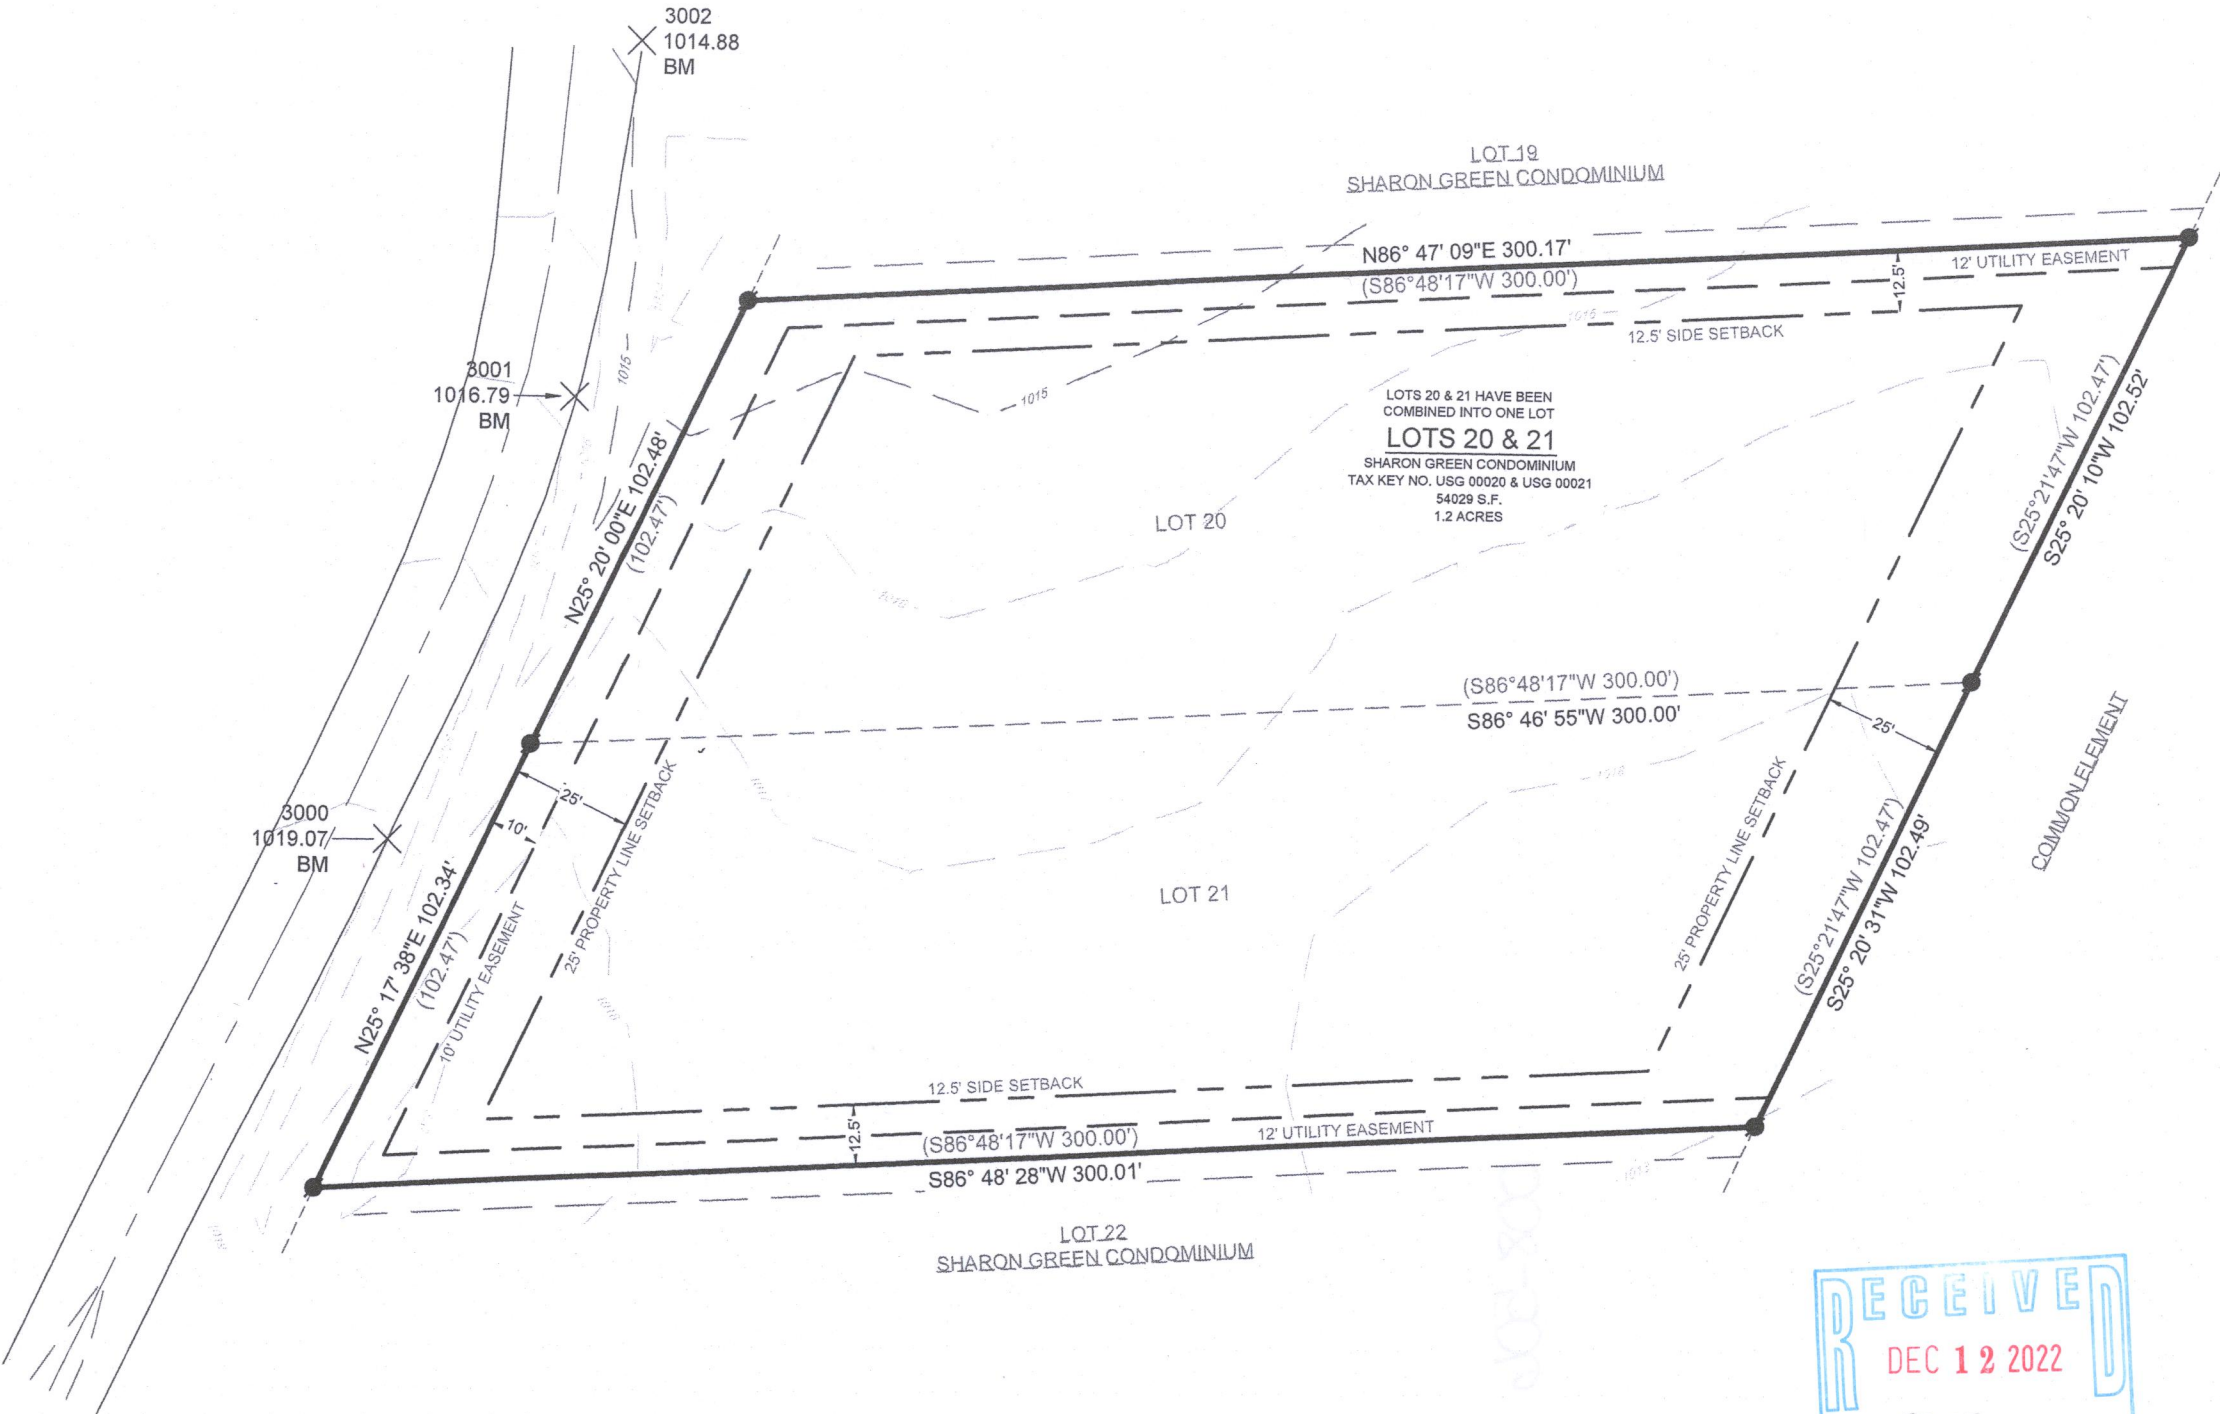 3002
1014.88
BM
LOT 19
SHARON GREEN CONDOMINIUM
N86° 47' 09"E 300.17'
(S86°48'17"W 300.00')
12' UTILITY EASEMENT
12.5'
12.5' SIDE SETBACK
1016
1015
3001
1016.79
BM
1015
LOTS 20 & 21 HAVE BEEN
COMBINED INTO ONE LOT
LOTS 20 & 21
SHARON GREEN CONDOMINIUM
TAX KEY NO. USG 00020 & USG 00021
54029 S.F.
1.2 ACRES
(S25°21'47"W 102.47')
S25° 20' 10"W 102.52'
N25° 20' 00"E 102.48'
(102.47')
LOT 20
1016
(S86°48'17"W 300.00')
S86° 46' 55"W 300.00'
25'
COMMON ELEMENT
25'
10'
25' PROPERTY LINE SETBACK
25' PROPERTY LINE SETBACK
3000
1019.07
BM
(S25°21'47"W 102.47')
S25° 20' 31"W 102.49'
N25° 17' 38"E 102.34'
(102.47')
10' UTILITY EASEMENT
LOT 21
12.5' SIDE SETBACK
12.5'
(S86°48'17"W 300.00')
12' UTILITY EASEMENT
S86° 48' 28"W 300.01'
LOT 22
SHARON GREEN CONDOMINIUM
RECEIVED
DEC 12 2022